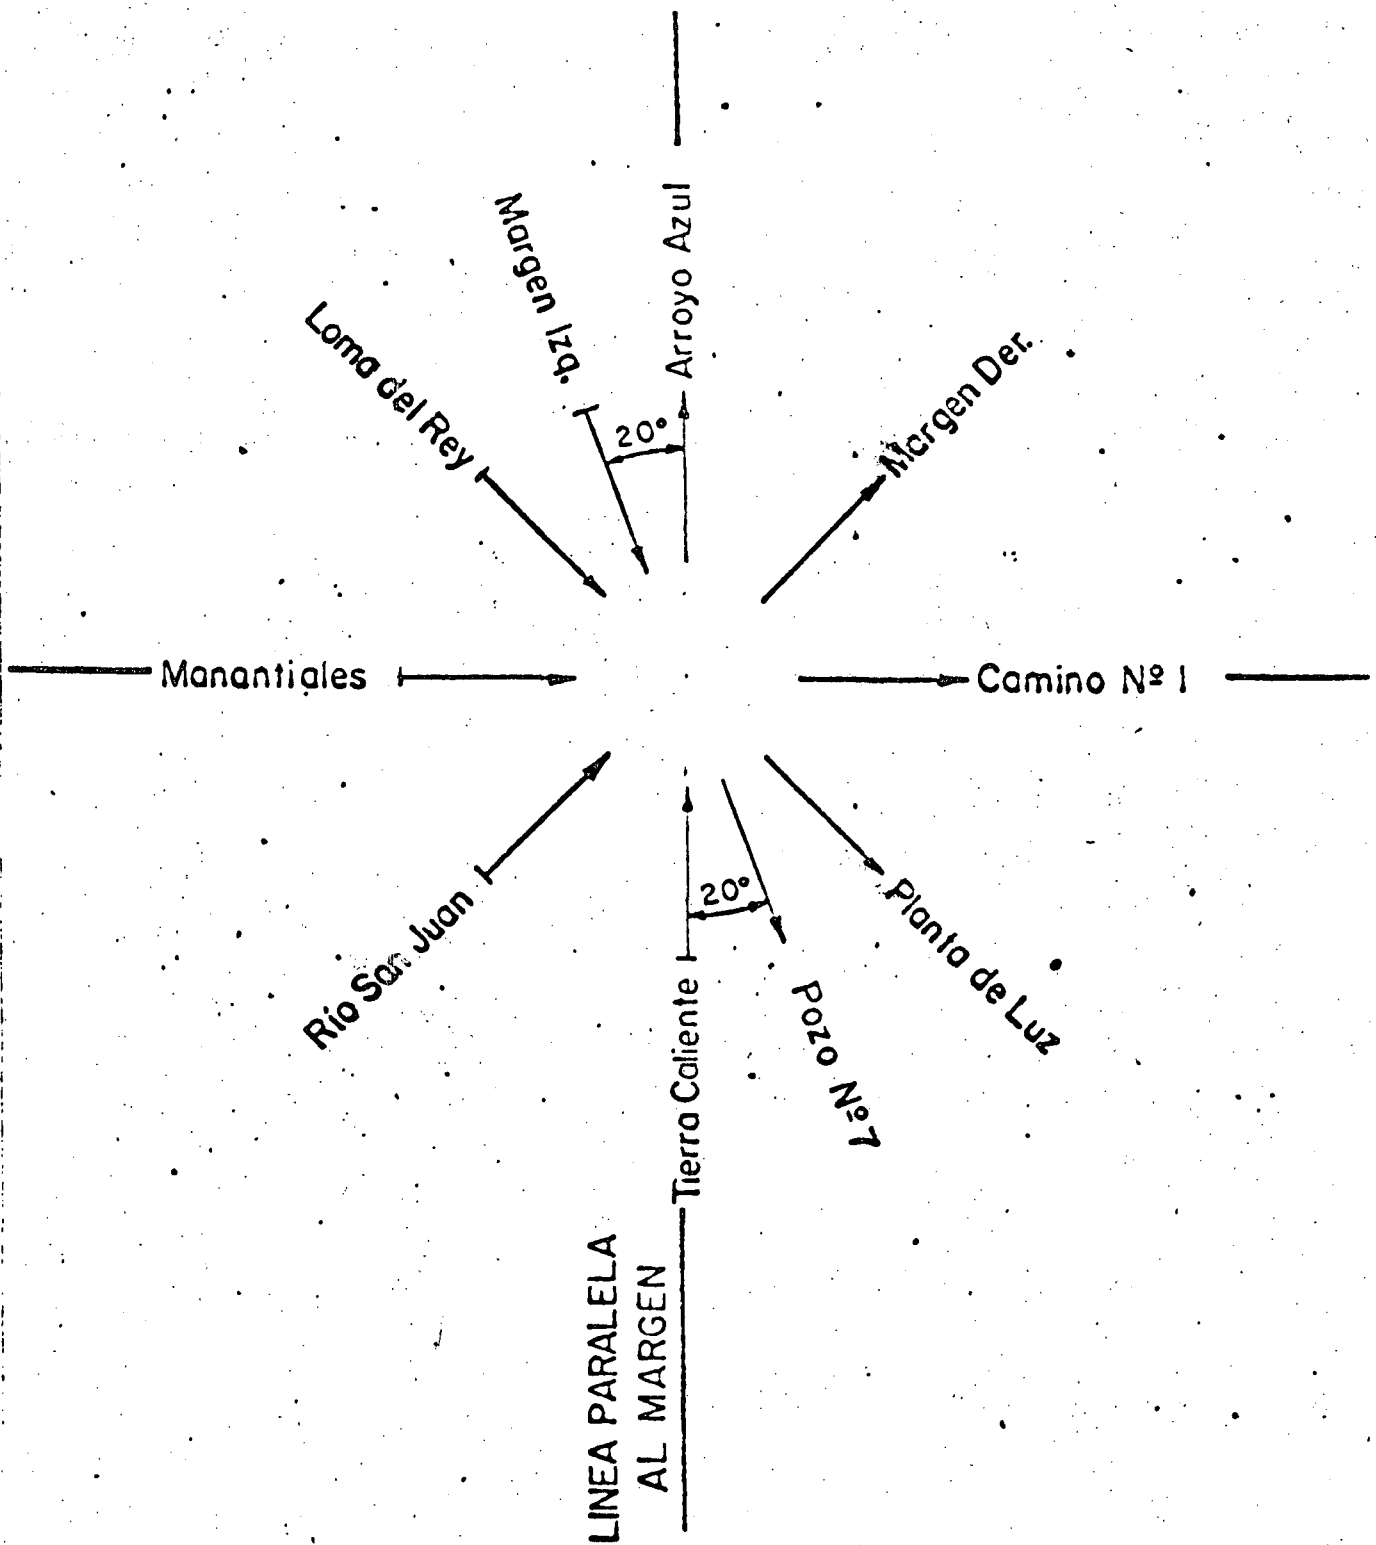 Arroyo Azul
Margen Izq.
Loma del Rey
20°
Margen Der.
Manantiales
Camino Nº 1
Río San Juan
20°
Planta de Luz
Pozo Nº 7
Tierra Caliente
LINEA PARALELA
AL MARGEN